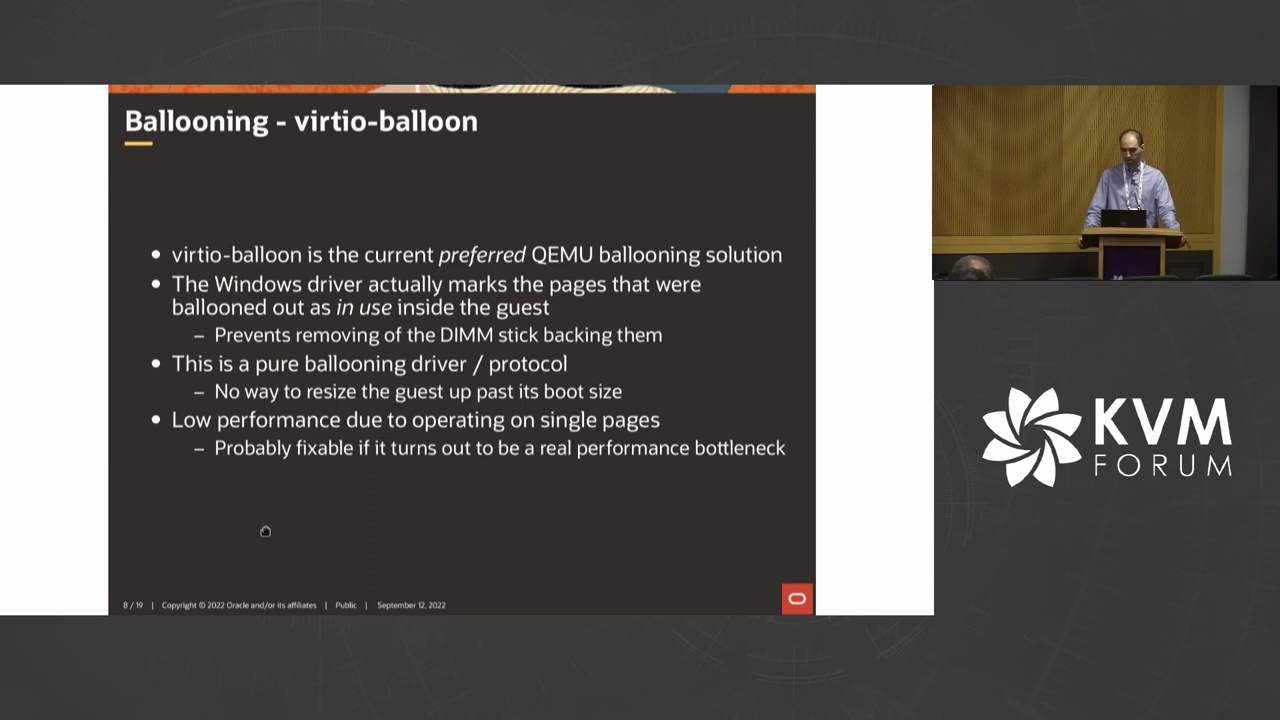 Ballooning - virtio-balloon
• virtio-balloon is the current preferred QEMU ballooning solution
• The Windows driver actually marks the pages that were
ballooned out as in use inside the guest
– Prevents removing of the DIMM stick backing them
• This is a pure ballooning driver / protocol
– No way to resize the guest up past its boot size
• Low performance due to operating on single pages
– Probably fixable if it turns out to be a real performance bottleneck
8 / 19 | Copyright © 2022 Oracle and/or its affiliates | Public | September 12, 2022
KVM
FORUM